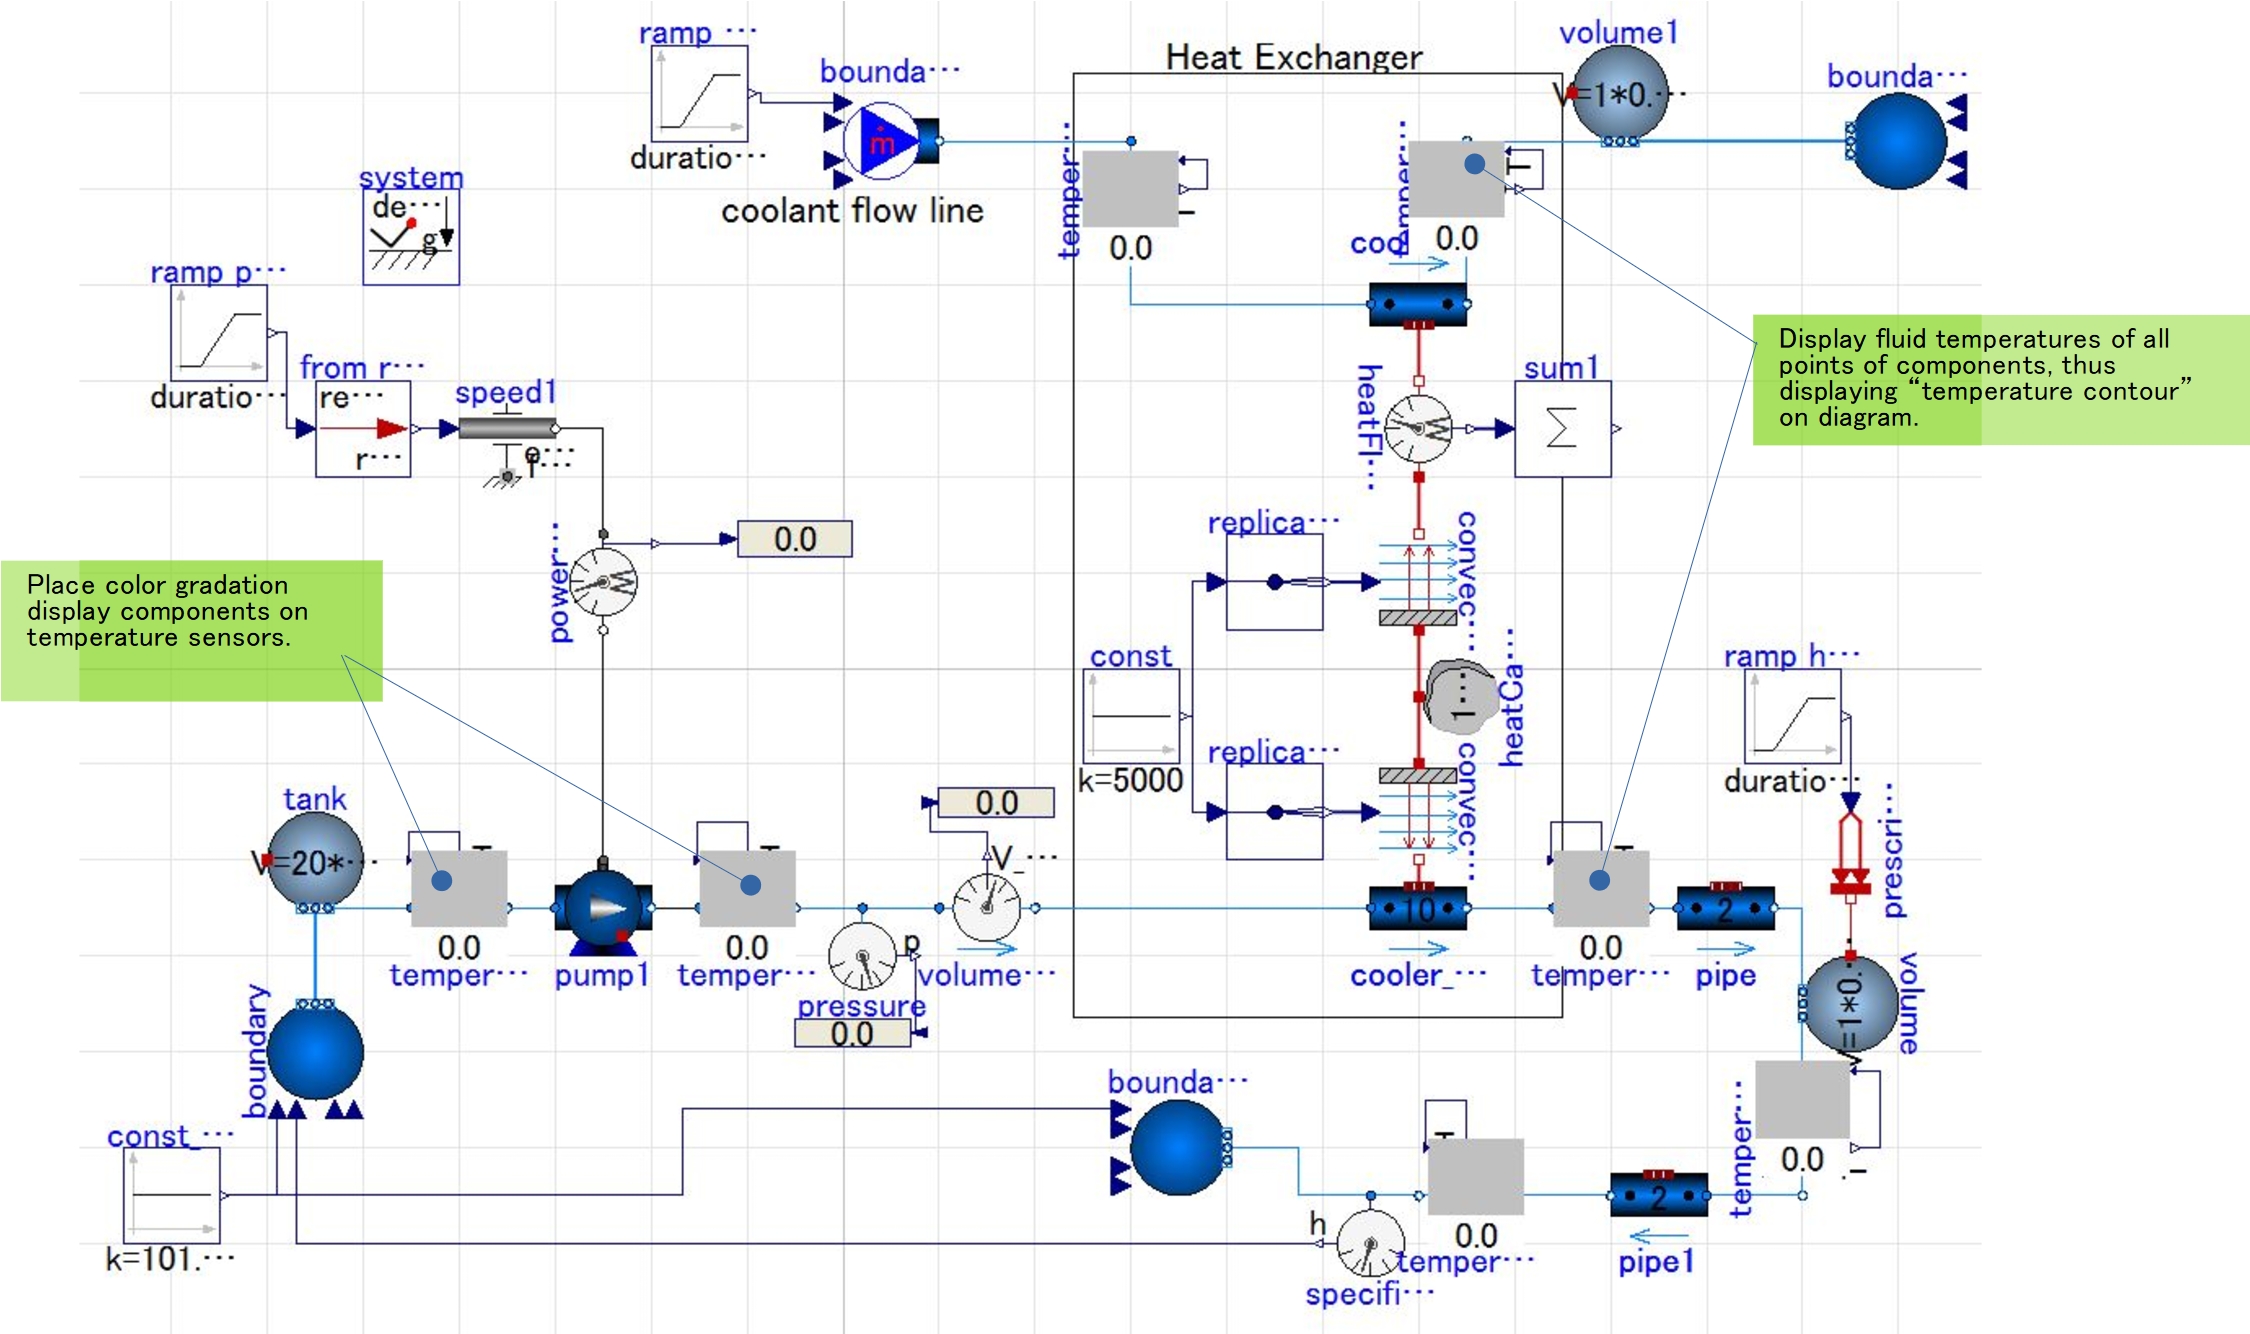 ramp ···
volume1
Heat Exchanger
bounda···
bounda···
V=1*0.···
ṁ
temper···
duratio···
T
system
de···
g
coolant flow line
0.0
0.0
ramp p···
coo
Display fluid temperatures of all
points of components, thus
displaying “temperature contour”
on diagram.
from r···
heatFl···
sum1
Σ
duratio···
re···
speed1
r···
e···
f···
replica···
convec···
0.0
power···
Place color gradation
display components on
temperature sensors.
const
heatCa···
1···
ramp h···
replica···
convec···
k=5000
duratio···
tank
0.0
prescri···
V=20*···
T
T
V_···
T
10
2
0.0
0.0
p
0.0
temper···
pump1
temper···
volume···
cooler_···
temper···
pipe
volume
V=1*0.
boundary
pressure
0.0
bounda···
temper···
const_···
T
0.0
2
h
0.0
k=101.···
temper···
pipe1
specifi···